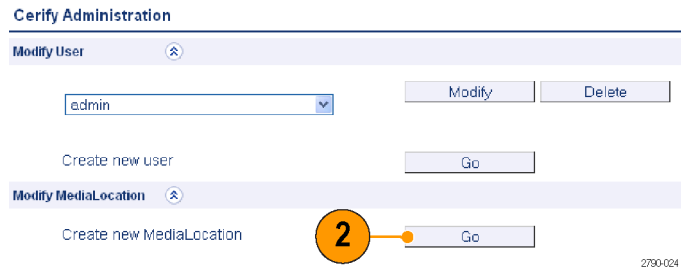 Cerify Administration
Modify User
admin
Modify
Delete
Create new user
Go
Modify MediaLocation
Create new MediaLocation
2
Go
2790-024